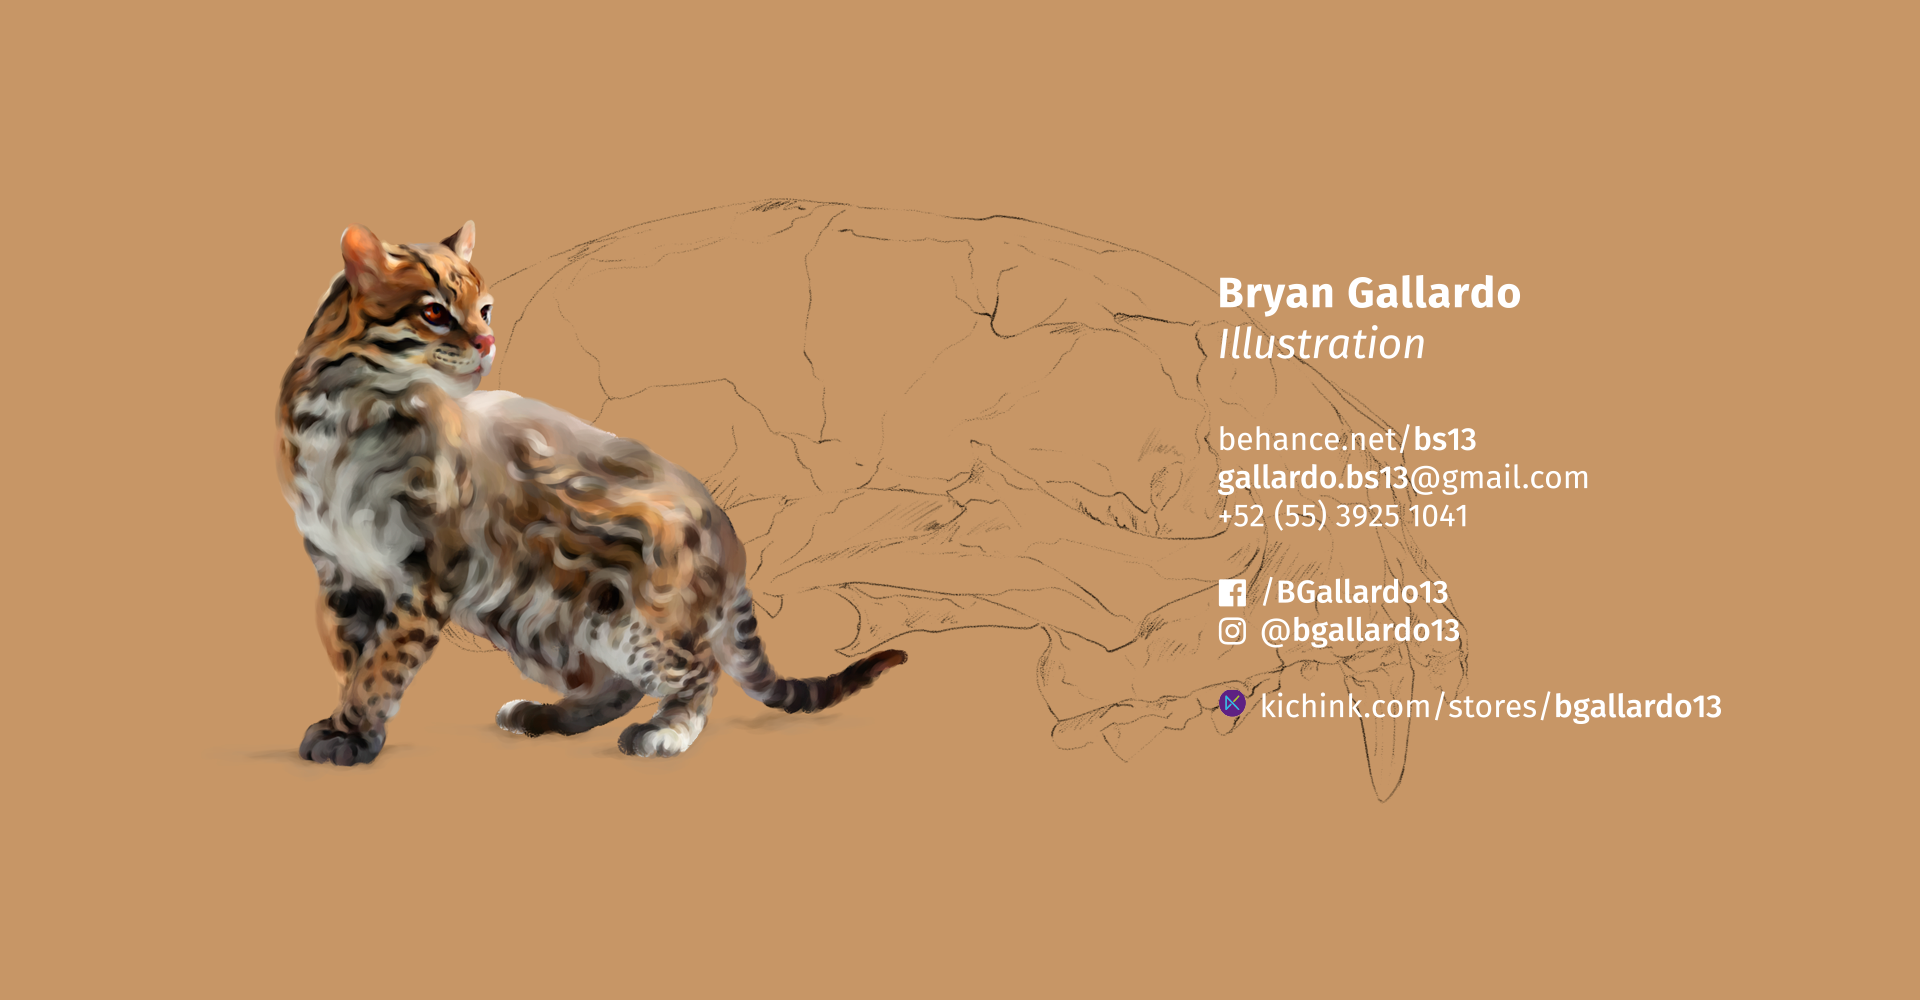 Bryan Gallardo
Illustration
behance.net/bs13
gallardo.bs13@gmail.com
+52 (55) 3925 1041
/BGallardo13
@bgallardo13
kichink.com/stores/bgallardo13